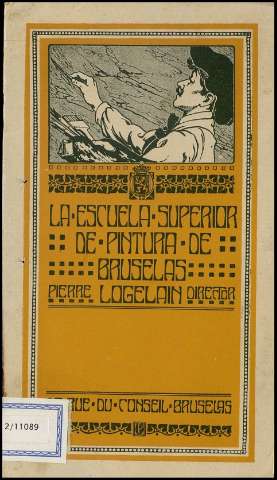 LA·ESCUELA·SUPERIOR
DE·PINTURA·DE
BRUSELAS
PIERRE LOGELAIN DIRECTOR
RUE·DU·CONSEIL·BRUSELAS
2/11089